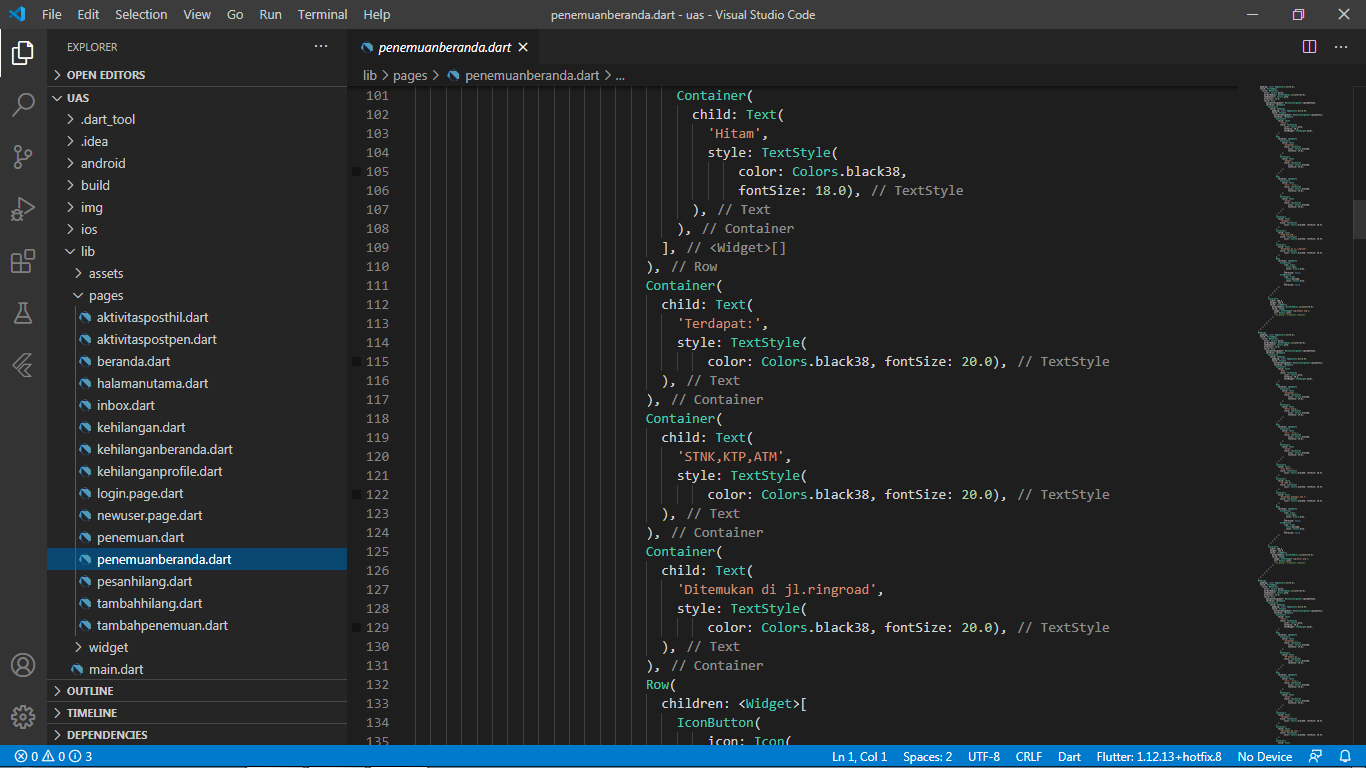 File Edit Selection View Go Run Terminal Help
penemuanberanda.dart - uas - Visual Studio Code
EXPLORER
OPEN EDITORS
UAS
.dart_tool
.idea
android
build
img
ios
lib
assets
pages
aktivitasposthil.dart
aktivitaspostpen.dart
beranda.dart
halamanutama.dart
inbox.dart
kehilangan.dart
kehilanganberanda.dart
kehilanganprofile.dart
login.page.dart
newuser.page.dart
penemuan.dart
penemuanberanda.dart
pesanhilang.dart
tambahhilang.dart
tambahpenemuan.dart
widget
main.dart
OUTLINE
TIMELINE
DEPENDENCIES
penemuanberanda.dart
lib > pages > penemuanberanda.dart > ...
101 Container(
102 child: Text(
103 'Hitam',
104 style: TextStyle(
105 color: Colors.black38,
106 fontSize: 18.0), // TextStyle
107 ), // Text
108 ), // Container
109 ], // <Widget>[]
110 ), // Row
111 Container(
112 child: Text(
113 'Terdapat:',
114 style: TextStyle(
115 color: Colors.black38, fontSize: 20.0), // TextStyle
116 ), // Text
117 ), // Container
118 Container(
119 child: Text(
120 'STNK,KTP,ATM',
121 style: TextStyle(
122 color: Colors.black38, fontSize: 20.0), // TextStyle
123 ), // Text
124 ), // Container
125 Container(
126 child: Text(
127 'Ditemukan di jl.ringroad',
128 style: TextStyle(
129 color: Colors.black38, fontSize: 20.0), // TextStyle
130 ), // Text
131 ), // Container
132 Row(
133 children: <Widget>[
134 IconButton(
135 icon: Icon(
0 0 3
Ln 1, Col 1 Spaces: 2 UTF-8 CRLF Dart Flutter: 1.12.13+hotfix.8 No Device